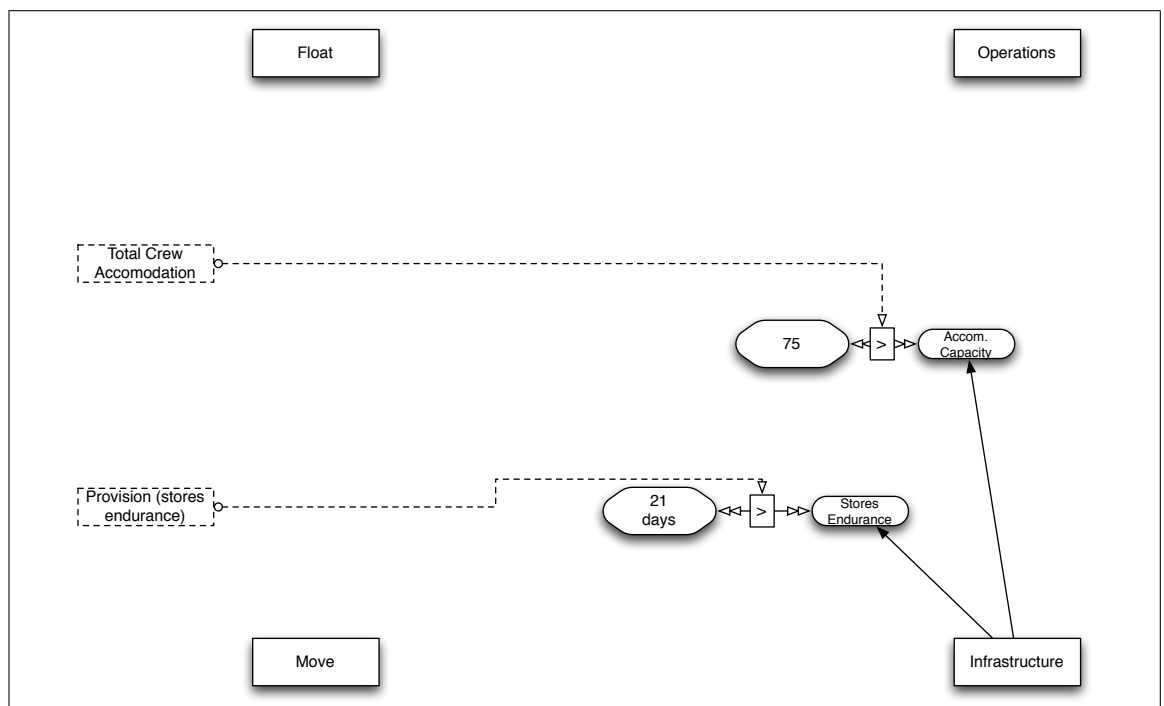 Float
Operations
Total Crew
Accomodation
75
>
Accom.
Capacity
Provision (stores
endurance)
21
days
>
Stores
Endurance
Move
Infrastructure